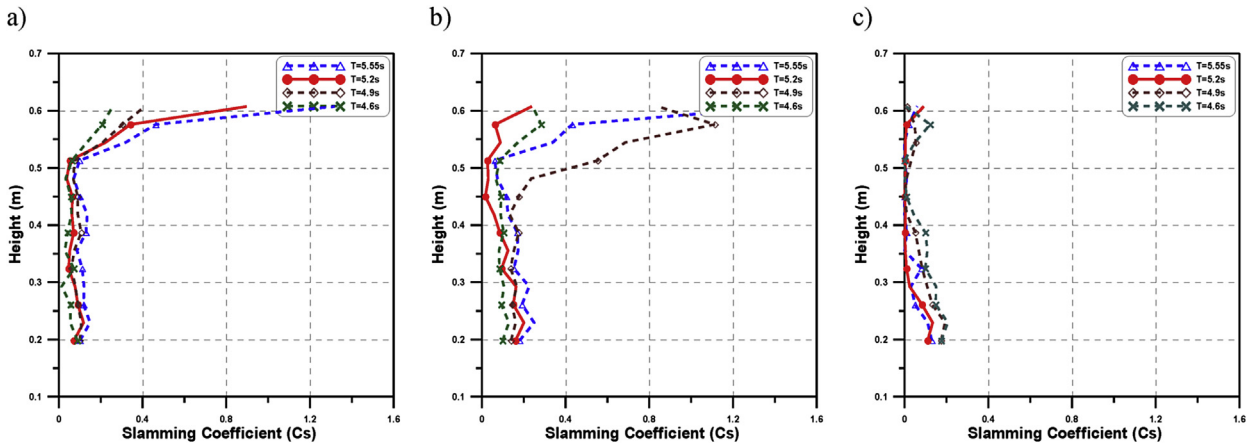 a)
0.7
0.6
0.5
0.4
0.3
0.2
0.1
Height (m)
0
0.4
0.8
1.2
1.6
Slamming Coefficient (Cs)
T=5.55s
T=5.2s
T=4.9s
T=4.6s
b)
0.7
0.6
0.5
0.4
0.3
0.2
0.1
Height (m)
0
0.4
0.8
1.2
1.6
Slamming Coefficient (Cs)
T=5.55s
T=5.2s
T=4.9s
T=4.6s
c)
0.7
0.6
0.5
0.4
0.3
0.2
0.1
Height (m)
0
0.4
0.8
1.2
1.6
Slamming Coefficient (Cs)
T=5.55s
T=5.2s
T=4.9s
T=4.6s